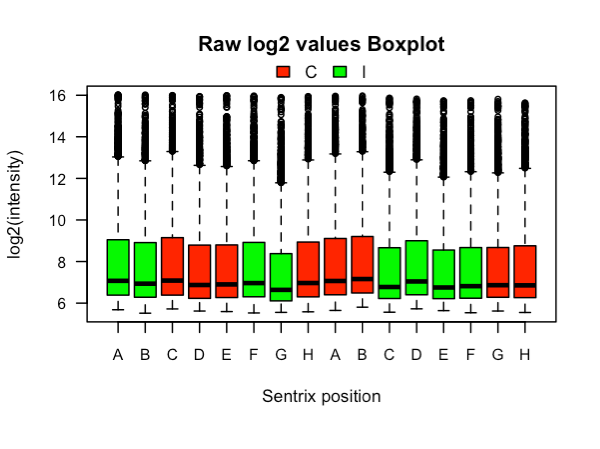 Raw log2 values Boxplot
C I
log2(intensity)
16
14
12
10
8
6
A B C D E F G H A B C D E F G H
Sentrix position